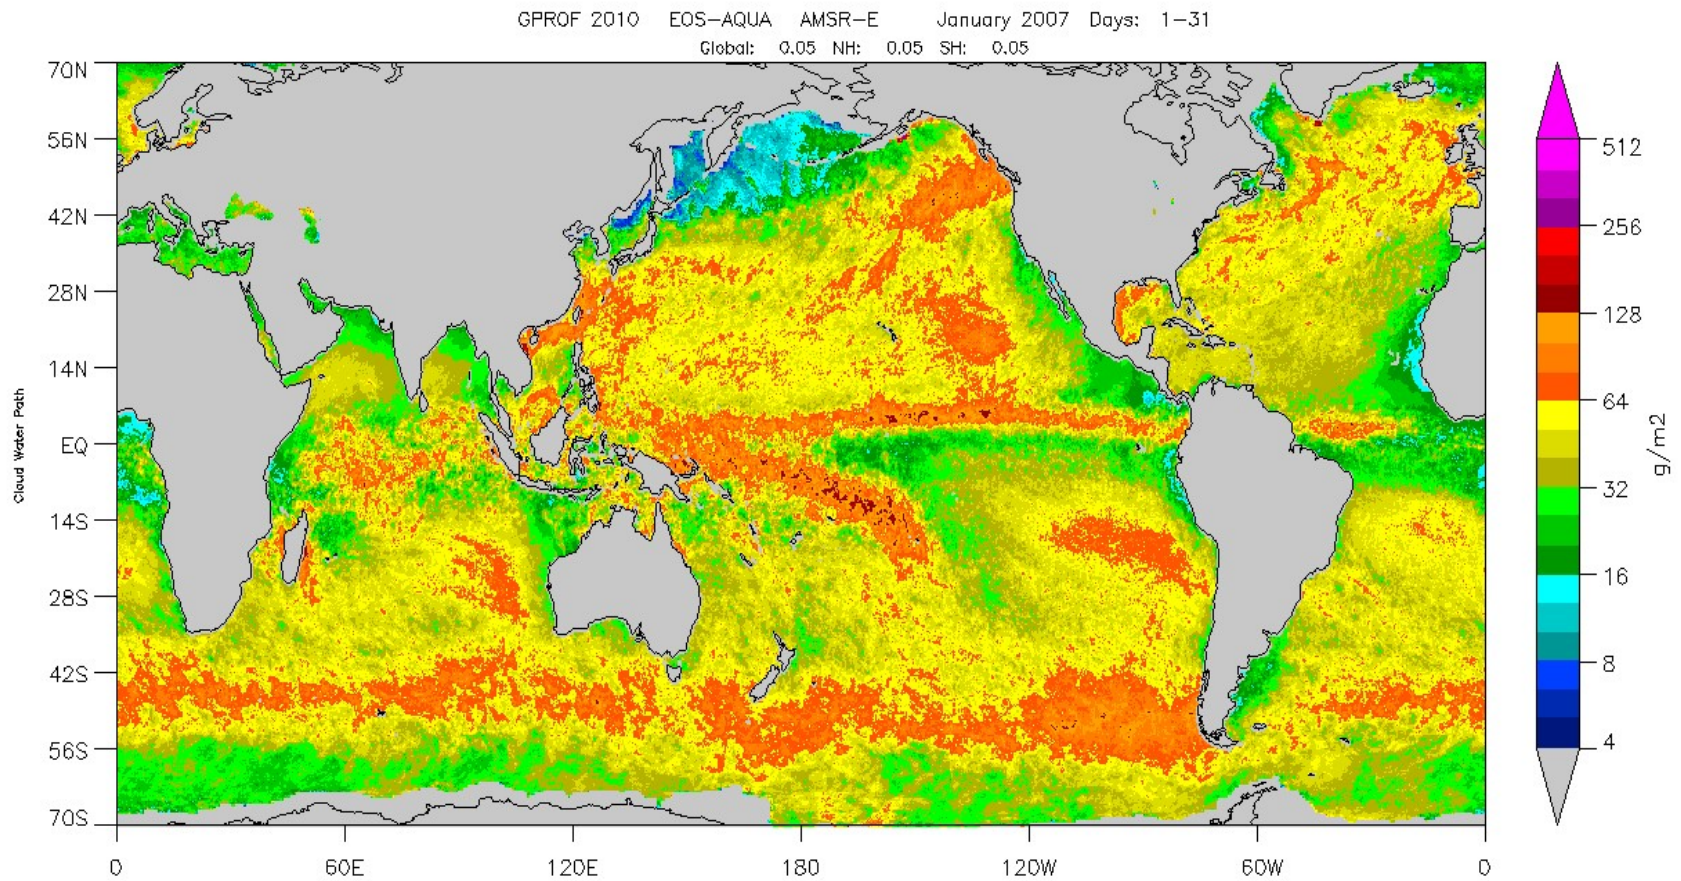 GPROF 2010 EOS-AQUA AMSR-E January 2007 Days: 1-31
Global: 0.05 NH: 0.05 SH: 0.05
70N
56N
42N
28N
14N
EQ
14S
28S
42S
56S
70S
Cloud Water Path
0 60E 120E 180 120W 60W 0
512
256
128
64
32
16
8
4
g/m2